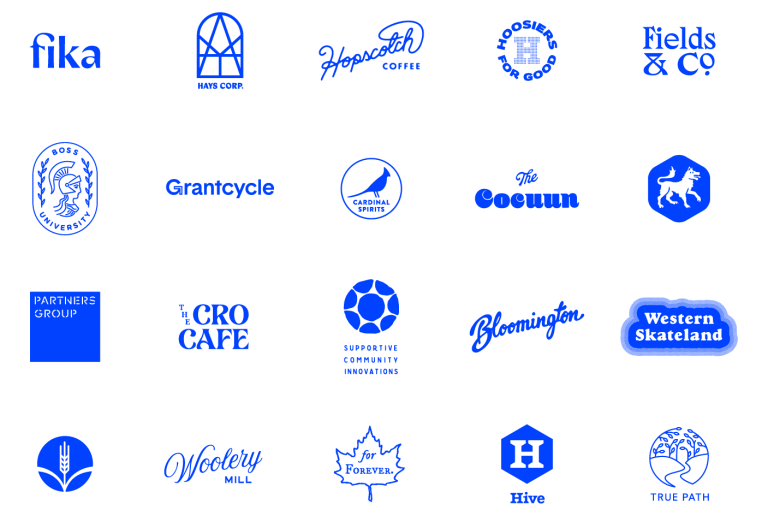 fika
HAYS CORP.
Hopscotch
COFFEE
HOOSIERS
H
FOR GOOD
Fields
& Co
BOSS
UNIVERSITY
Grantcycle
CARDINAL
SPIRITS
The
Cocuun
PARTNERS
GROUP
THE CRO
CAFE
SUPPORTIVE
COMMUNITY
INNOVATIONS
Bloomington
Western
Skateland
Woolery
MILL
for
FOREVER.
H
Hive
TRUE PATH